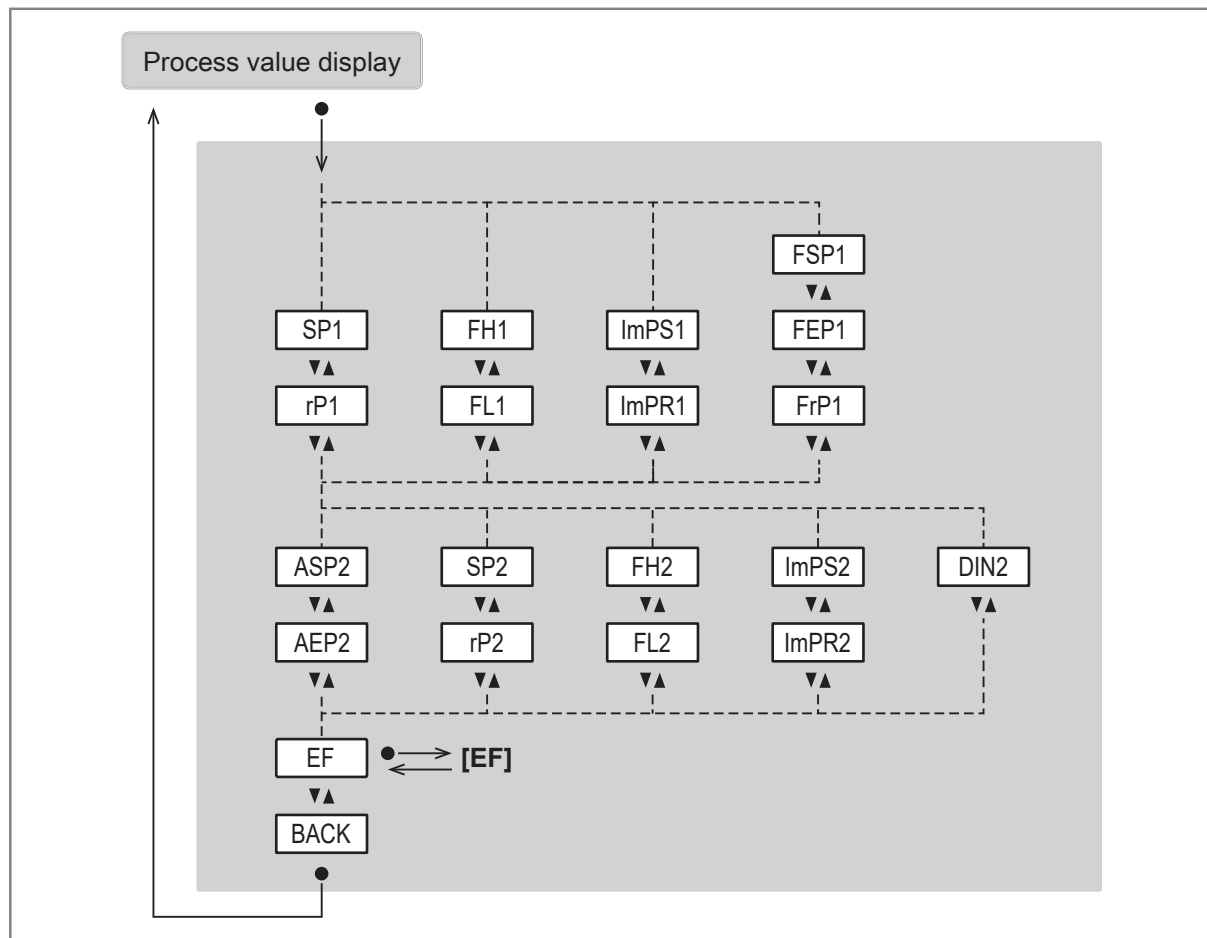 Process value display
FSP1
SP1 FH1 ImPS1 FEP1
rP1 FL1 ImPR1 FrP1
ASP2 SP2 FH2 ImPS2 DIN2
AEP2 rP2 FL2 ImPR2
EF [EF]
BACK